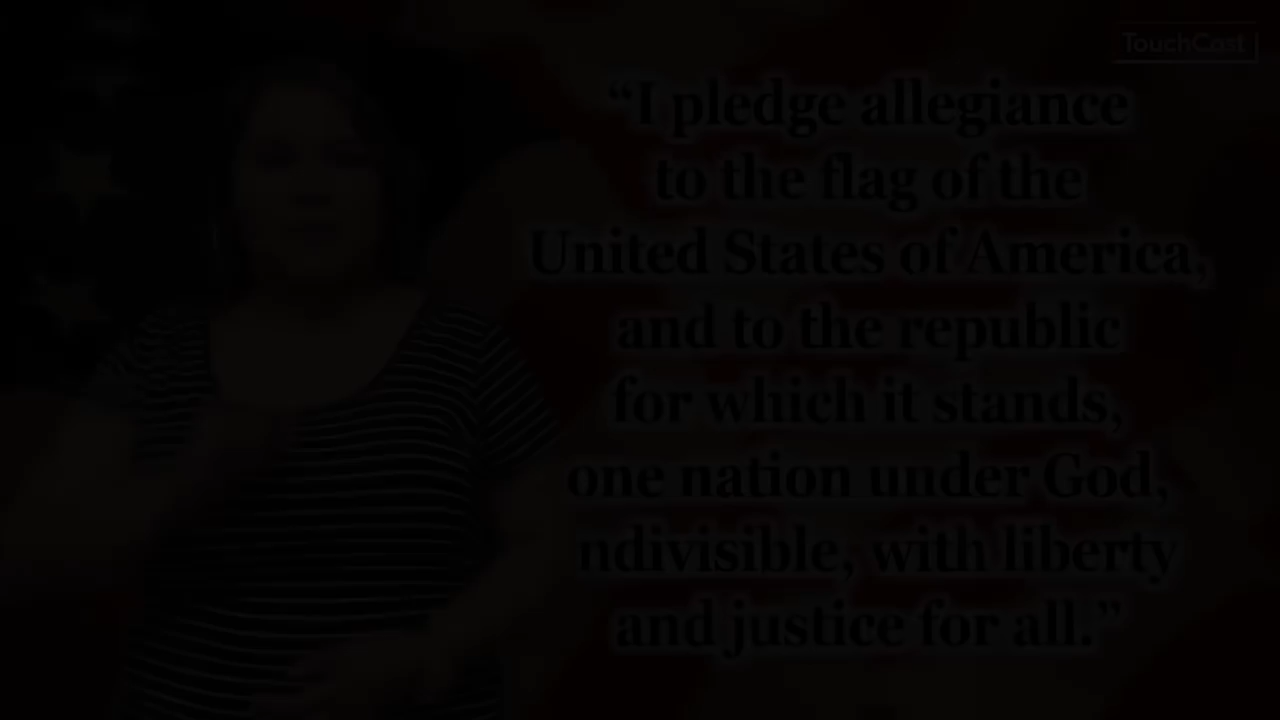 TouchCast
“I pledge allegiance
to the flag of the
United States of America,
and to the republic
for which it stands,
one nation under God,
ndivisible, with liberty
and justice for all.”